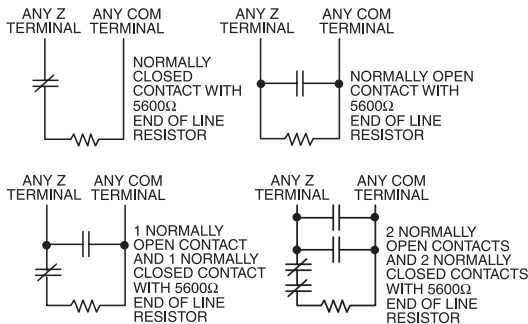 ANY Z TERMINAL
ANY COM TERMINAL
NORMALLY
CLOSED
CONTACT WITH
5600Ω
END OF LINE
RESISTOR
ANY Z TERMINAL
ANY COM TERMINAL
NORMALLY OPEN
CONTACT WITH
5600Ω
END OF LINE
RESISTOR
ANY Z TERMINAL
ANY COM TERMINAL
1 NORMALLY
OPEN CONTACT
AND 1 NORMALLY
CLOSED CONTACT
WITH 5600Ω
END OF LINE
RESISTOR
ANY Z TERMINAL
ANY COM TERMINAL
2 NORMALLY
OPEN CONTACTS
AND 2 NORMALLY
CLOSED CONTACTS
WITH 5600Ω
END OF LINE
RESISTOR